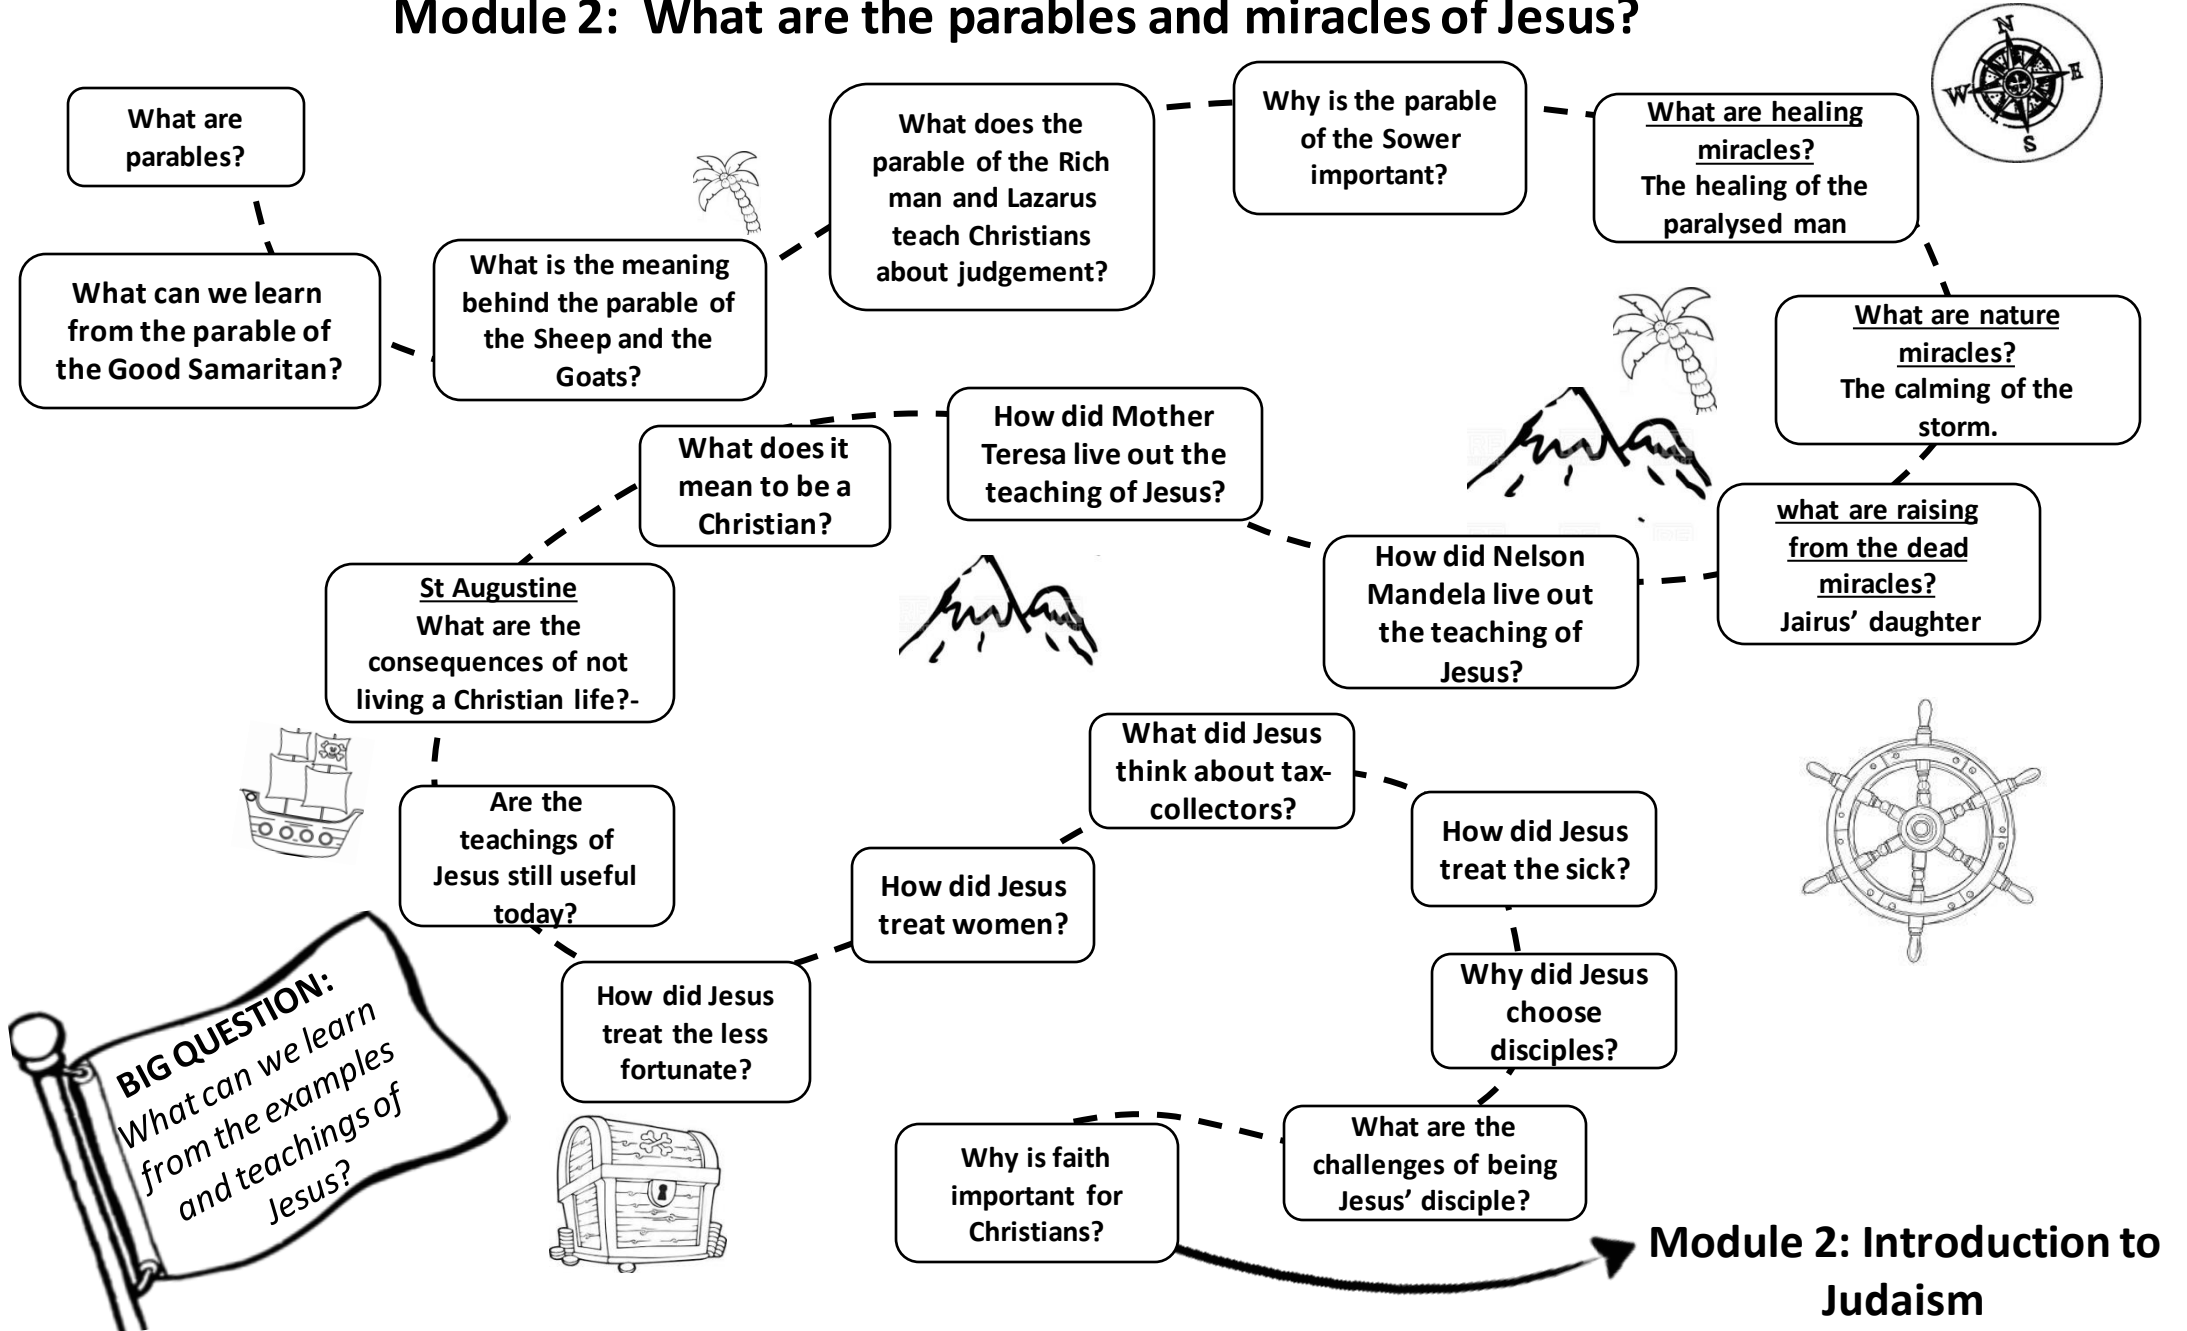 Module 2: What are the parables and miracles of Jesus?
What are
parables?
What can we learn
from the parable of
the Good Samaritan?
What is the meaning
behind the parable of
the Sheep and the
Goats?
What does the
parable of the Rich
man and Lazarus
teach Christians
about judgement?
Why is the parable
of the Sower
important?
What are healing
miracles?
The healing of the
paralysed man
N
E
S
W
What are nature
miracles?
The calming of the
storm.
what are raising
from the dead
miracles?
Jairus’ daughter
How did Nelson
Mandela live out
the teaching of
Jesus?
How did Mother
Teresa live out the
teaching of Jesus?
What does it
mean to be a
Christian?
St Augustine
What are the
consequences of not
living a Christian life?-
Are the
teachings of
Jesus still useful
today?
How did Jesus
treat the less
fortunate?
How did Jesus
treat women?
What did Jesus
think about tax-
collectors?
How did Jesus
treat the sick?
Why did Jesus
choose
disciples?
What are the
challenges of being
Jesus’ disciple?
Why is faith
important for
Christians?
Module 2: Introduction to
Judaism
BIG QUESTION:
What can we learn
from the examples
and teachings of
Jesus?